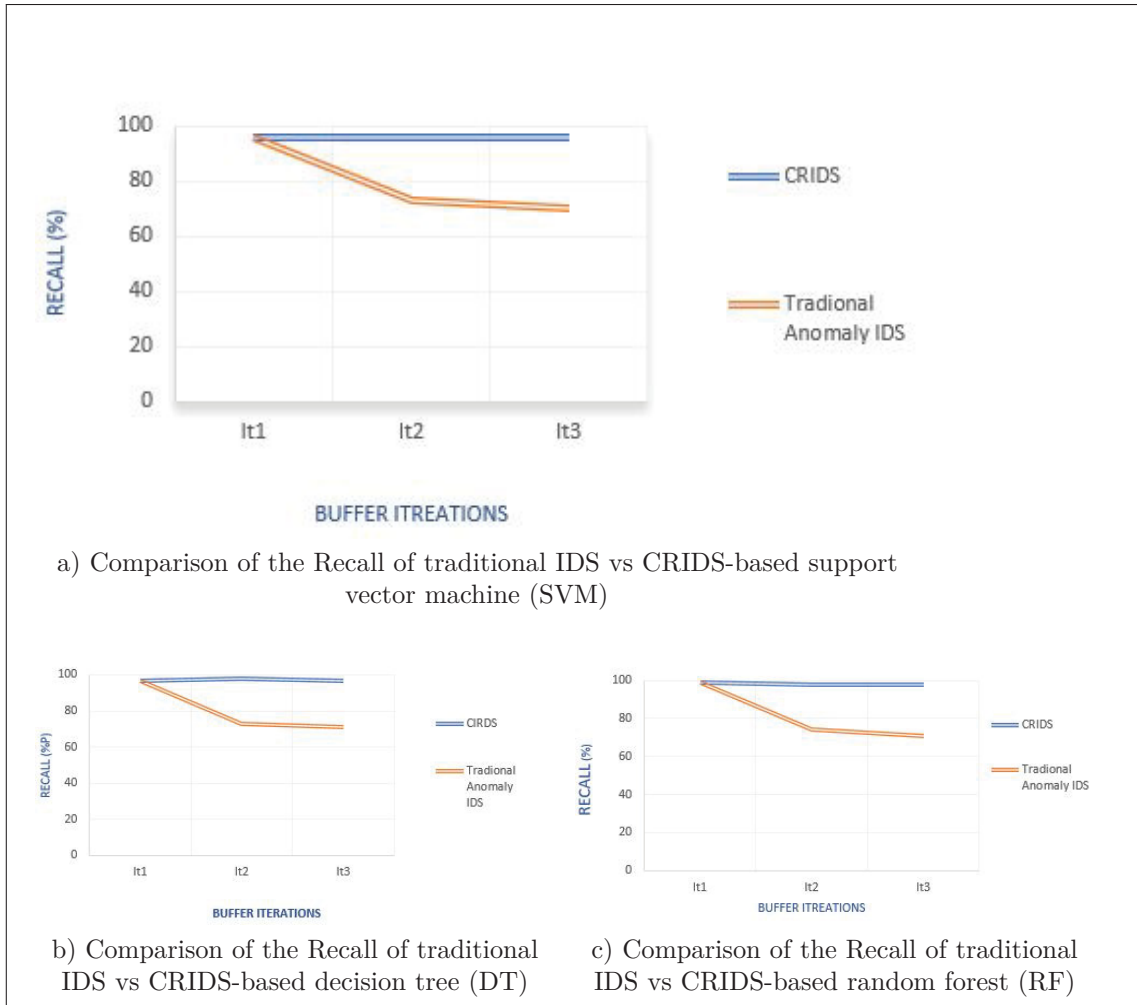 100
80
60
40
20
0
RECALL (%)
It1 It2 It3
BUFFER ITREATIONS
CRIDS
Tradional
Anomaly IDS
a) Comparison of the Recall of traditional IDS vs CRIDS-based support
vector machine (SVM)
100
80
60
40
20
0
RECALL (%P)
It1 It2 It3
BUFFER ITERATIONS
CIRDS
Tradional
Anomaly
IDS
b) Comparison of the Recall of traditional
IDS vs CRIDS-based decision tree (DT)
100
80
60
40
20
0
RECALL (%)
It1 It2 It3
BUFFER ITREATIONS
CRIDS
Tradional
Anomaly IDS
c) Comparison of the Recall of traditional
IDS vs CRIDS-based random forest (RF)